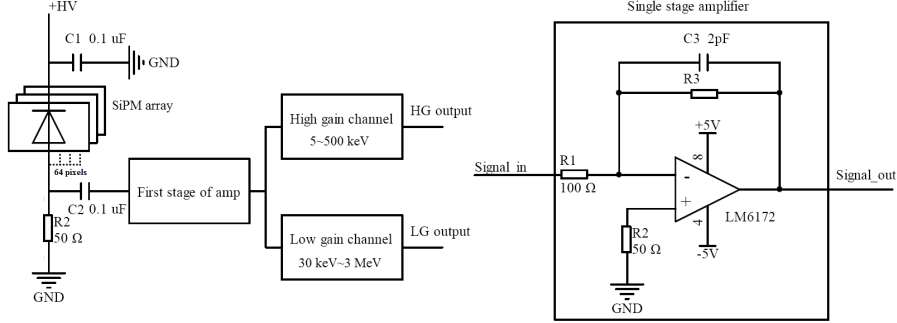 +HV
C1 0.1 uF
GND
SiPM array
64 pixels
C2 0.1 uF
R2
50 Ω
GND
First stage of amp
High gain channel
5~500 keV
HG output
Low gain channel
30 keV~3 MeV
LG output
Single stage amplifier
C3 2pF
R3
+5V
8
Signal_in
R1
100 Ω
-
+
Signal_out
LM6172
4
-5V
R2
50 Ω
GND